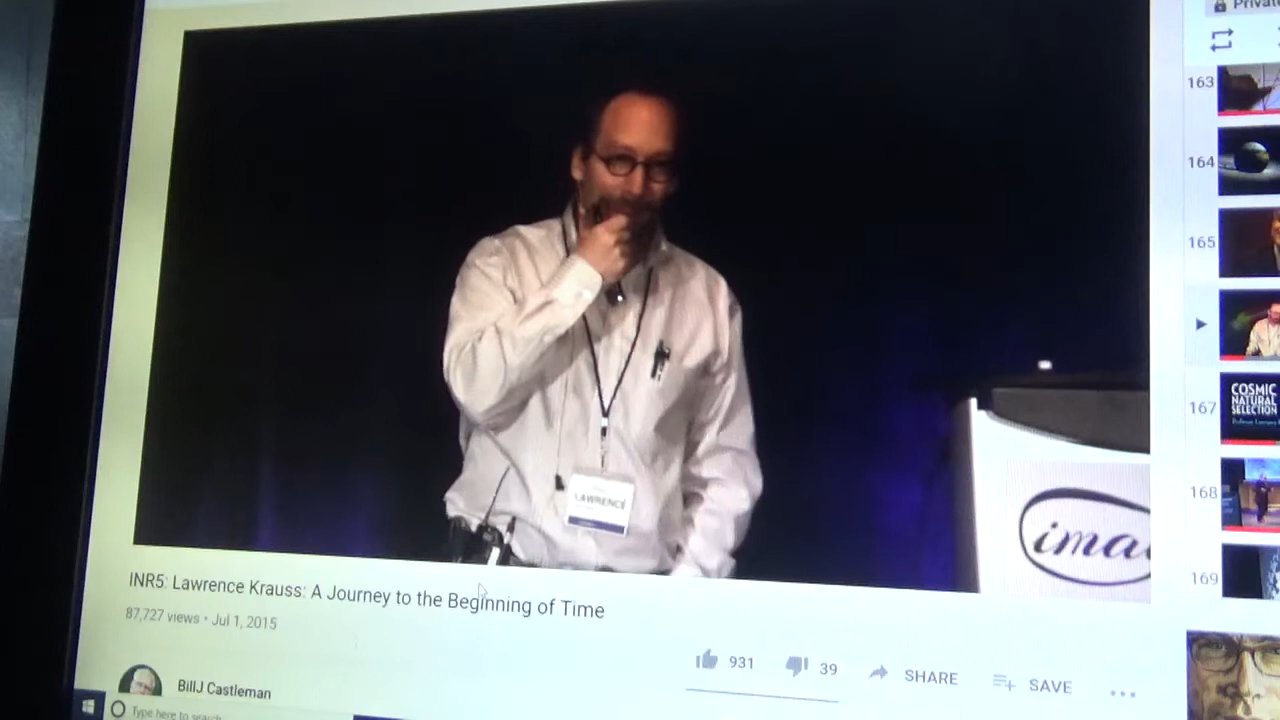 Private
163
164
165
167
COSMIC
NATURAL
SELECTION
168
169
LAWRENCE
ima
INR5: Lawrence Krauss: A Journey to the Beginning of Time
87,727 views • Jul 1, 2015
931
39
SHARE
SAVE
BillJ Castleman
Type here to search